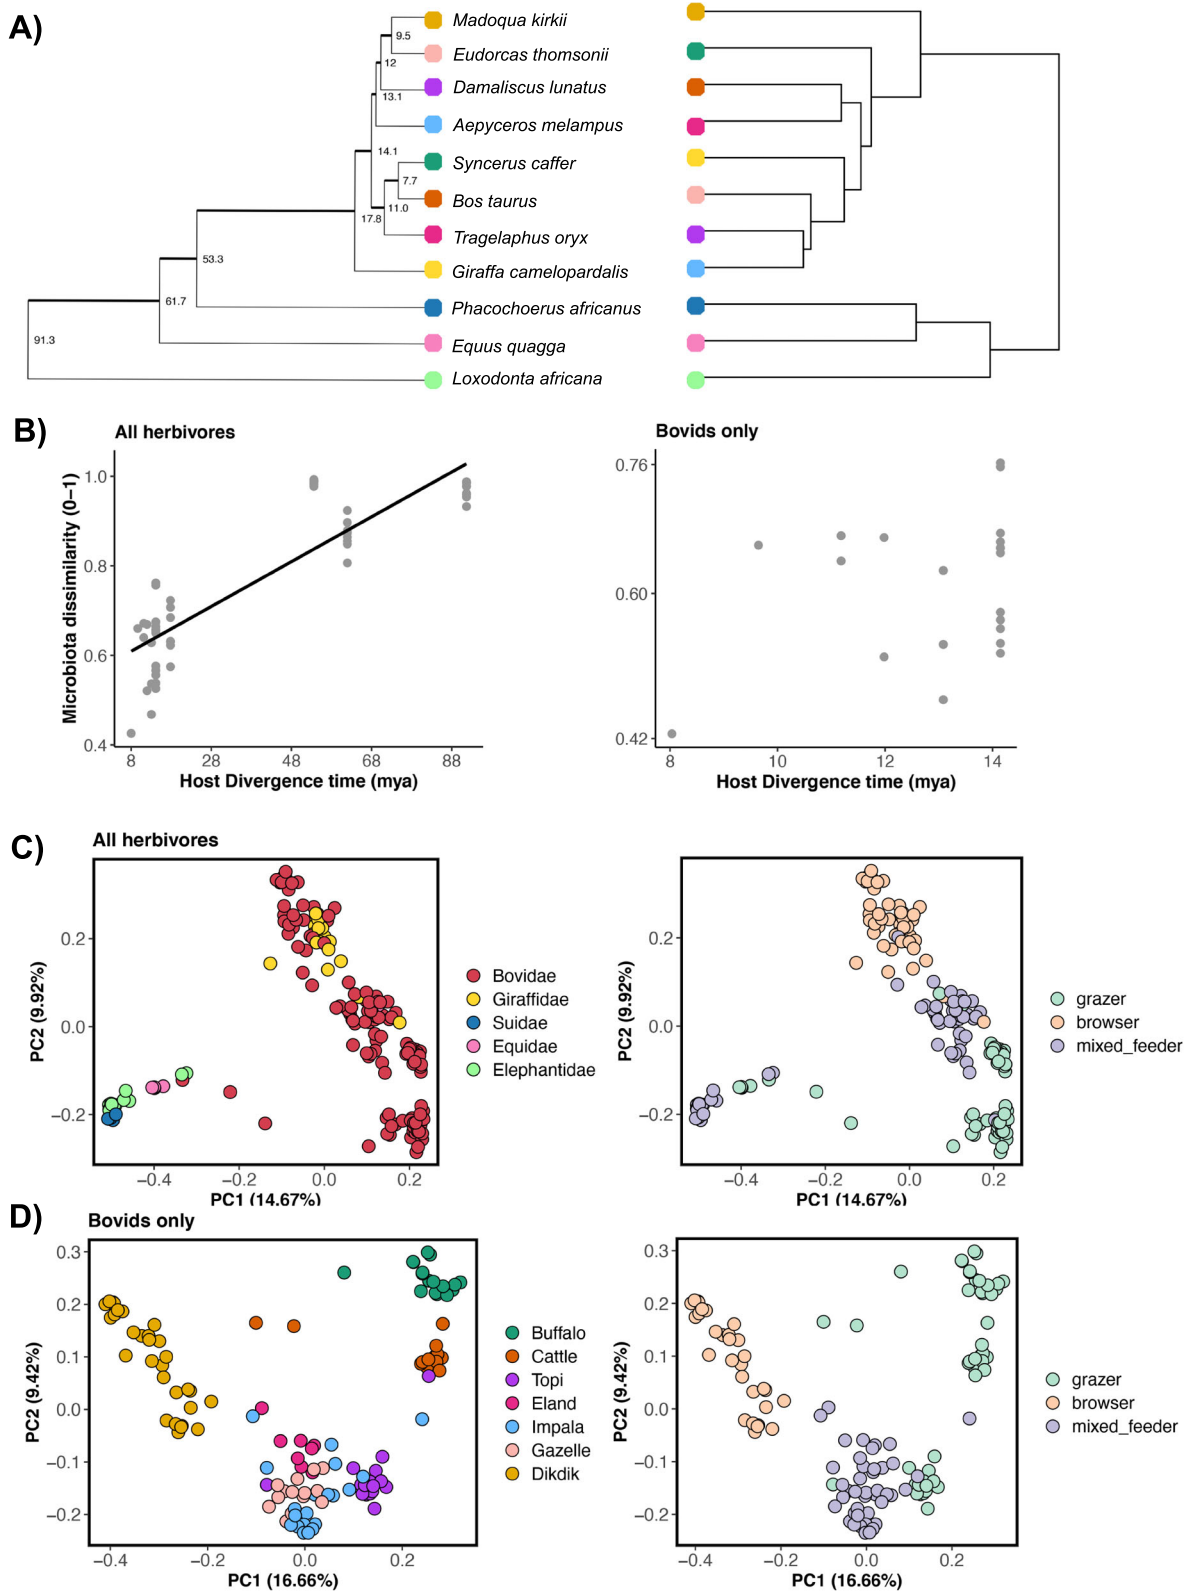 A)
Madoqua kirkii
9.5
Eudorcas thomsonii
12
Damaliscus lunatus
13.1
Aepyceros melampus
14.1
Syncerus caffer
7.7
Bos taurus
11.0
17.8
Tragelaphus oryx
53.3
Giraffa camelopardalis
61.7
Phacochoerus africanus
91.3
Equus quagga
Loxodonta africana
B)
All herbivores
Microbiota dissimilarity (0–1)
1.0
0.8
0.6
0.4
8 28 48 68 88
Host Divergence time (mya)
Bovids only
0.76
0.60
0.42
8 10 12 14
Host Divergence time (mya)
C)
All herbivores
PC2 (9.92%)
0.2
0.0
−0.2
−0.4 −0.2 0.0 0.2
PC1 (14.67%)
Bovidae
Giraffidae
Suidae
Equidae
Elephantidae
PC2 (9.92%)
0.2
0.0
−0.2
−0.4 −0.2 0.0 0.2
PC1 (14.67%)
grazer
browser
mixed_feeder
D)
Bovids only
PC2 (9.42%)
0.3
0.2
0.1
0.0
−0.1
−0.2
−0.4 −0.2 0.0 0.2
PC1 (16.66%)
Buffalo
Cattle
Topi
Eland
Impala
Gazelle
Dikdik
PC2 (9.42%)
0.3
0.2
0.1
0.0
−0.1
−0.2
−0.4 −0.2 0.0 0.2
PC1 (16.66%)
grazer
browser
mixed_feeder